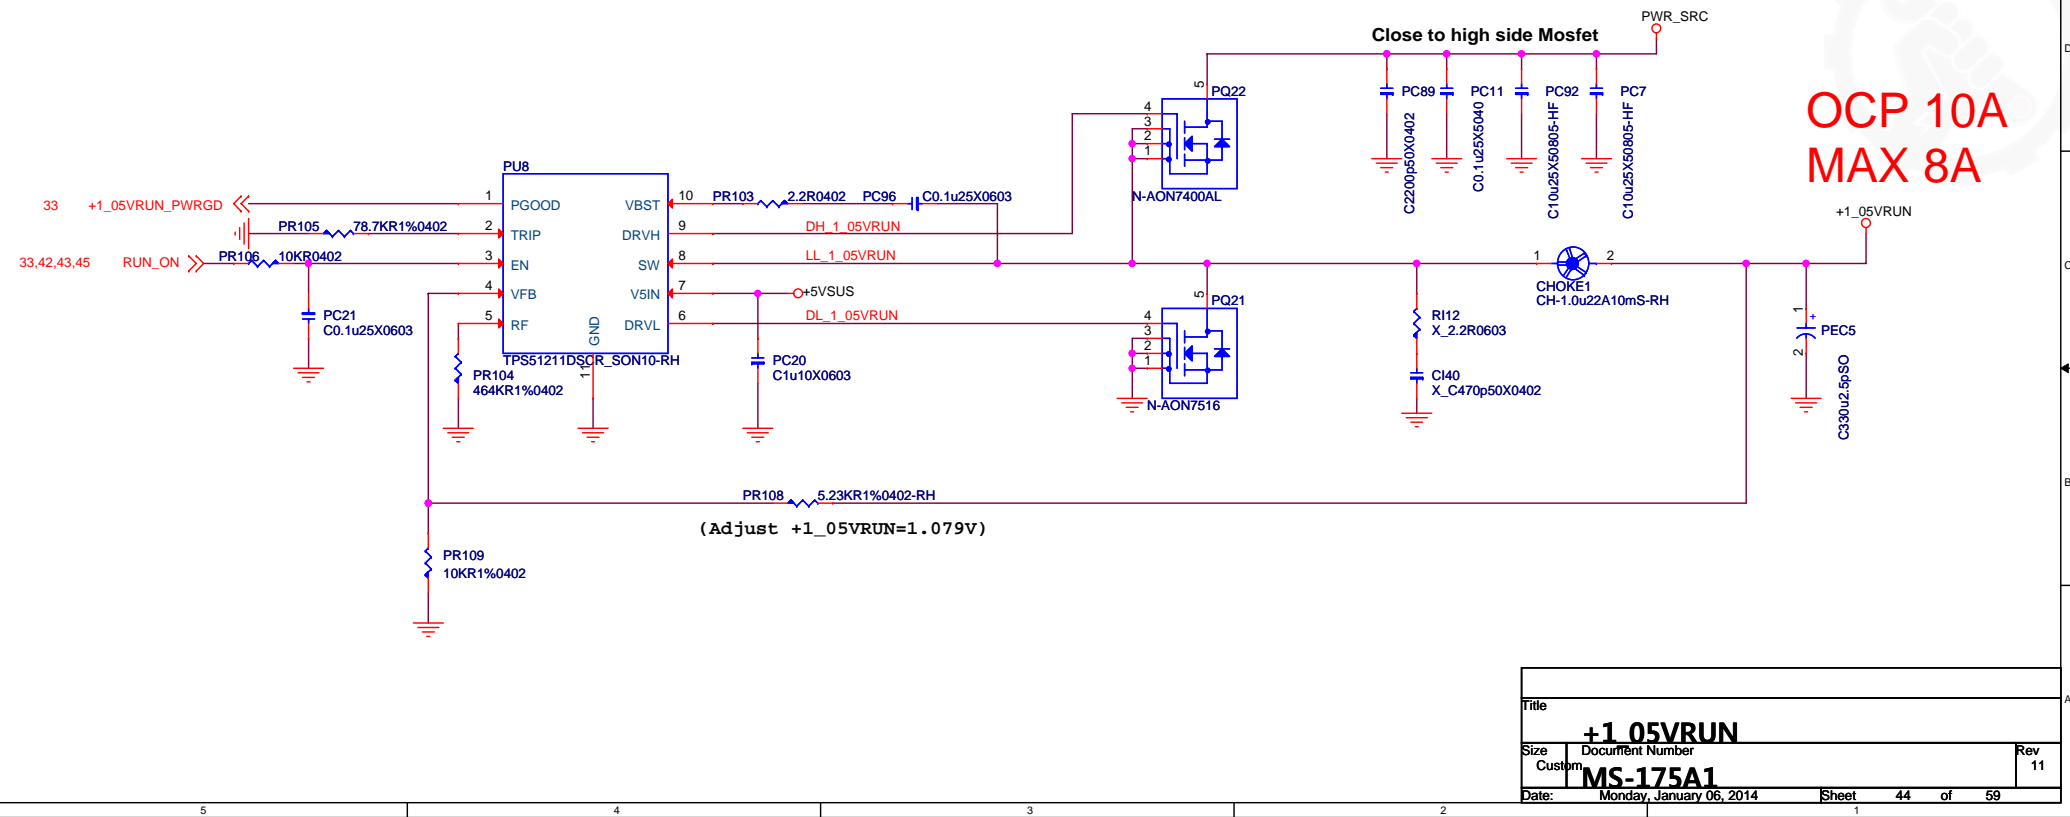 PWR_SRC
Close to high side Mosfet
D
5
PQ22
4
3
2
1
N-AON7400AL
PC89
C2200p50X0402
PC11
C0.1u25X5040
PC92
C10u25X50805-HF
PC7
C10u25X50805-HF
OCP 10A
MAX 8A
+1_05VRUN
PU8
33 +1_05VRUN_PWRGD
1 PGOOD
VBST 10
PR103 2.2R0402
PC96 C0.1u25X0603
PR105 78.7KR1%0402
2 TRIP
DRVH 9
DH_1_05VRUN
33,42,43,45 RUN_ON
PR106 10KR0402
3 EN
SW 8
LL_1_05VRUN
1 2
C
CHOKE1
CH-1.0u22A10mS-RH
4 VFB
V5IN 7
+5VSUS
5 RF
DRVL 6
DL_1_05VRUN
GND
11
TPS51211DSCR_SON10-RH
PC21
C0.1u25X0603
PR104
464KR1%0402
PC20
C1u10X0603
5
PQ21
4
3
2
1
N-AON7516
RI12
X_2.2R0603
CI40
X_C470p50X0402
1
+
2
PEC5
C330u2.5pSO
PR108 5.23KR1%0402-RH
B
(Adjust +1_05VRUN=1.079V)
PR109
10KR1%0402
A
Title
+1_05VRUN
Size Document Number Rev
Custom MS-175A1 11
Date: Monday, January 06, 2014 Sheet 44 of 59
5 4 3 2 1